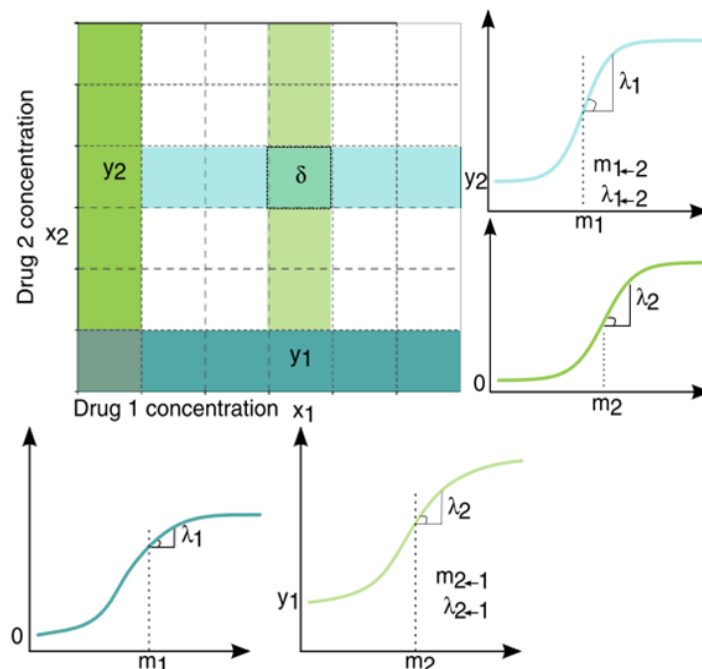 Drug 2 concentration
x2
y2
δ
y1
Drug 1 concentration x1
λ1
y2
m1←2
λ1←2
m1
λ2
0
m2
λ1
0
m1
λ2
y1
m2←1
λ2←1
m2